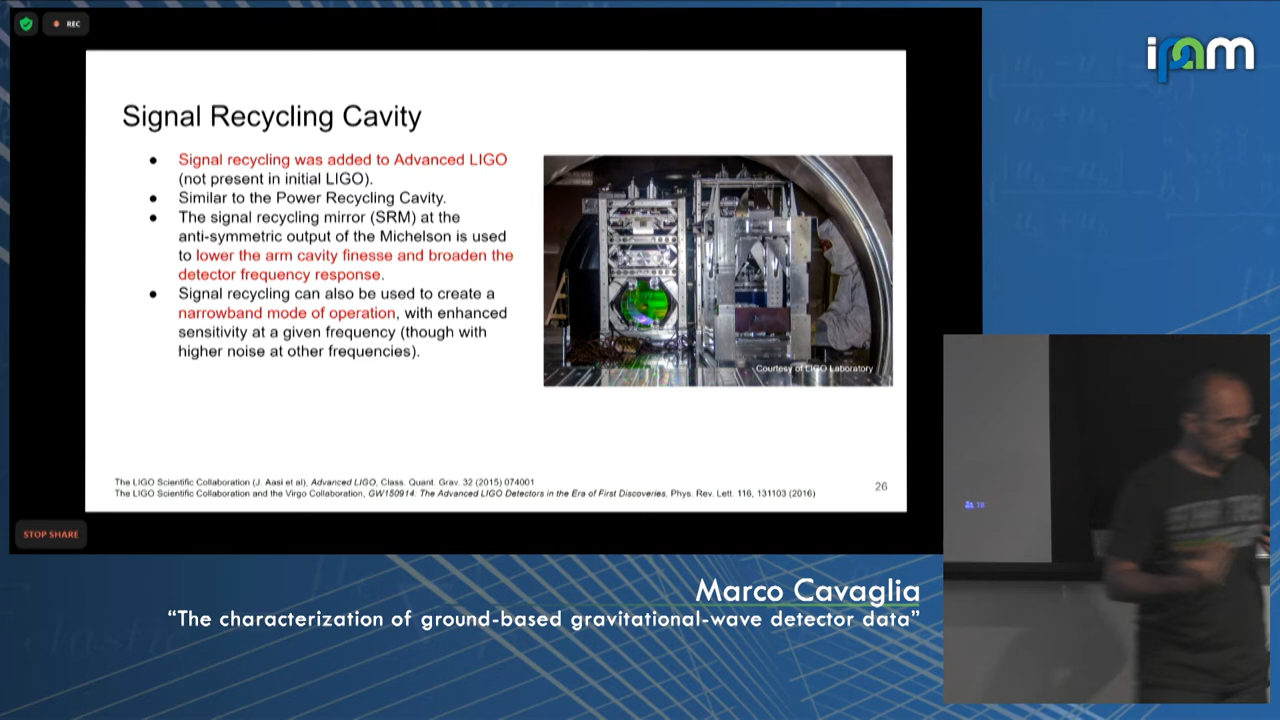 REC
ipam
Signal Recycling Cavity
● Signal recycling was added to Advanced LIGO
(not present in initial LIGO).
● Similar to the Power Recycling Cavity.
● The signal recycling mirror (SRM) at the
anti-symmetric output of the Michelson is used
to lower the arm cavity finesse and broaden the
detector frequency response.
● Signal recycling can also be used to create a
narrowband mode of operation, with enhanced
sensitivity at a given frequency (though with
higher noise at other frequencies).
Courtesy of LIGO Laboratory
The LIGO Scientific Collaboration (J. Aasi et al), Advanced LIGO, Class. Quant. Grav. 32 (2015) 074001
The LIGO Scientific Collaboration and the Virgo Collaboration, GW150914: The Advanced LIGO Detectors in the Era of First Discoveries, Phys. Rev. Lett. 116, 131103 (2016)
26
STOP SHARE
Marco Cavaglia
“The characterization of ground-based gravitational-wave detector data”